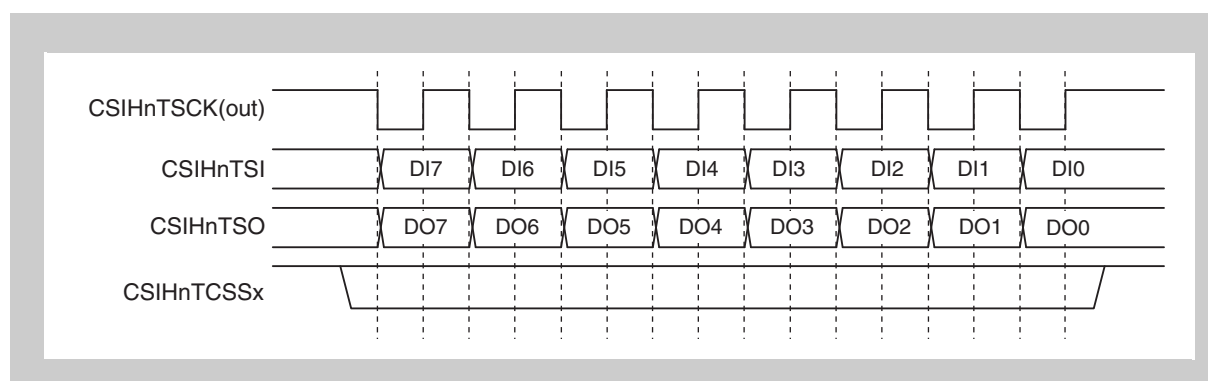 CSIHnTSCK(out)
CSIHnTSI DI7 DI6 DI5 DI4 DI3 DI2 DI1 DI0
CSIHnTSO DO7 DO6 DO5 DO4 DO3 DO2 DO1 DO0
CSIHnTCSSx